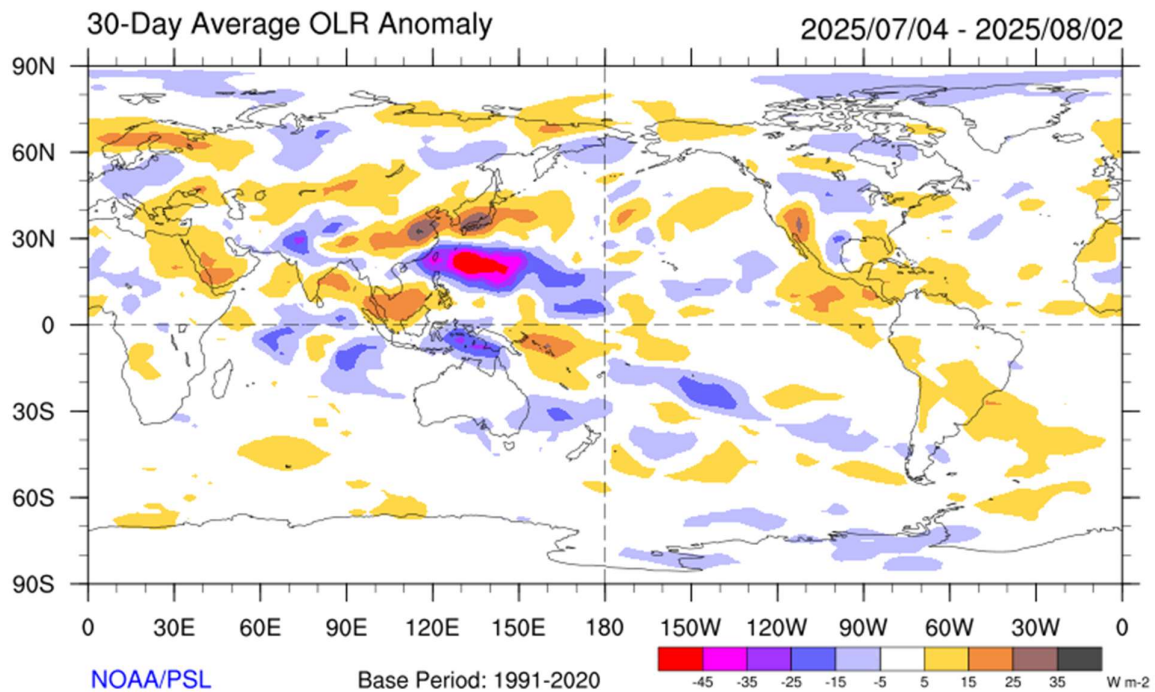 30-Day Average OLR Anomaly 2025/07/04 - 2025/08/02
90N
60N
30N
0
30S
60S
90S
0 30E 60E 90E 120E 150E 180 150W 120W 90W 60W 30W 0
-45 -35 -25 -15 -5 5 15 25 35 W m-2
NOAA/PSL Base Period: 1991-2020